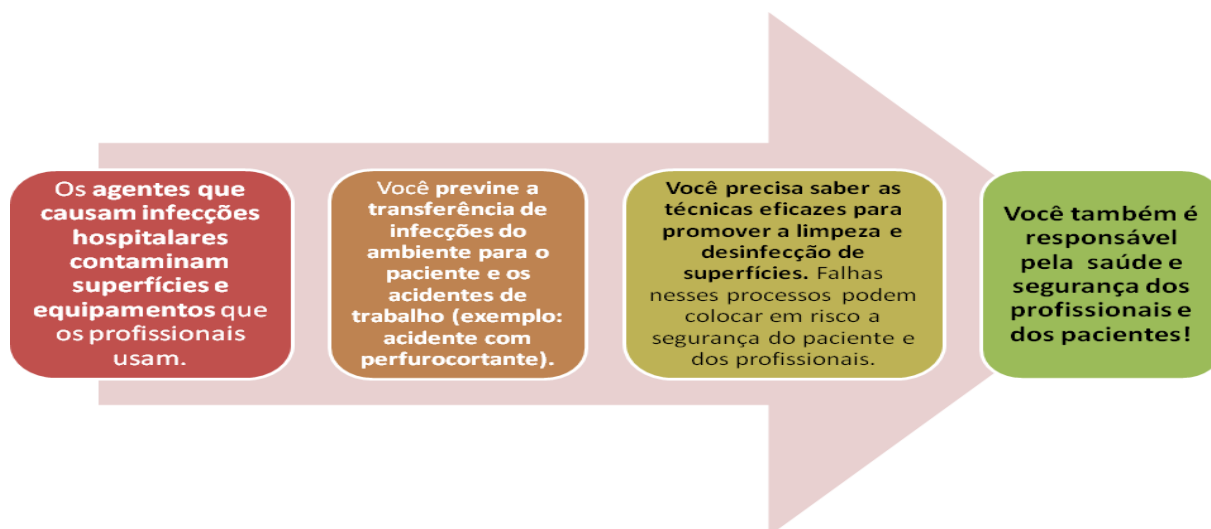 Os agentes que
causam infecções
hospitalares
contaminam
superfícies e
equipamentos que
os profissionais
usam.
Você previne a
transferência de
infecções do
ambiente para o
paciente e os
acidentes de
trabalho (exemplo:
acidente com
perfurocortante).
Você precisa saber as
técnicas eficazes para
promover a limpeza e
desinfecção de
superfícies. Falhas
nesses processos podem
colocar em risco a
segurança do paciente e
dos profissionais.
Você também é
responsável
pela saúde e
segurança dos
profissionais e
dos pacientes!